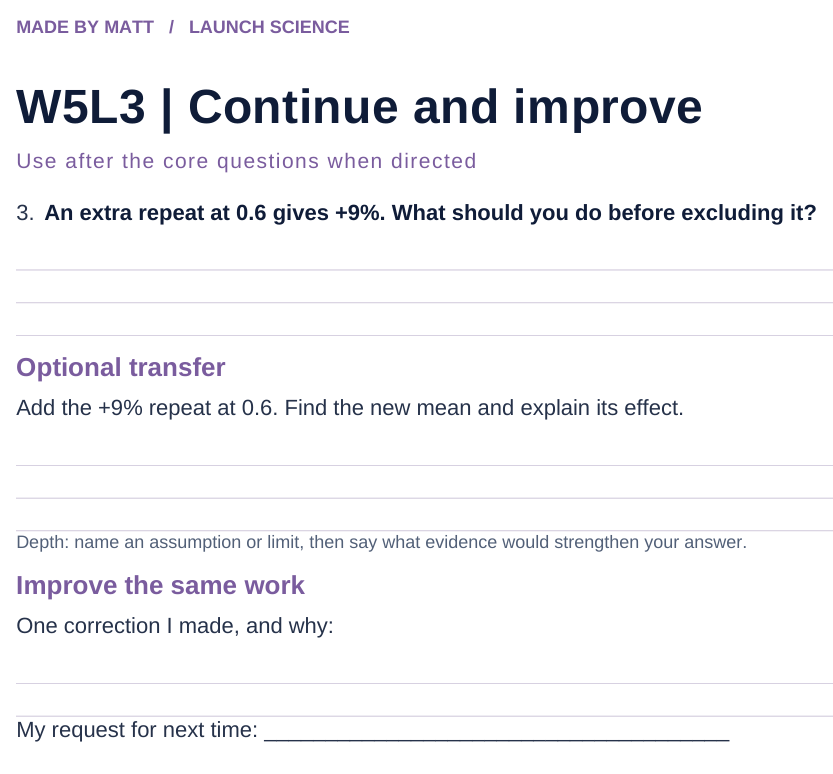 MADE BY MATT / LAUNCH SCIENCE
W5L3 | Continue and improve
Use after the core questions when directed
3. An extra repeat at 0.6 gives +9%. What should you do before excluding it?
Optional transfer
Add the +9% repeat at 0.6. Find the new mean and explain its effect.
Depth: name an assumption or limit, then say what evidence would strengthen your answer.
Improve the same work
One correction I made, and why:
My request for next time: ______________________________________